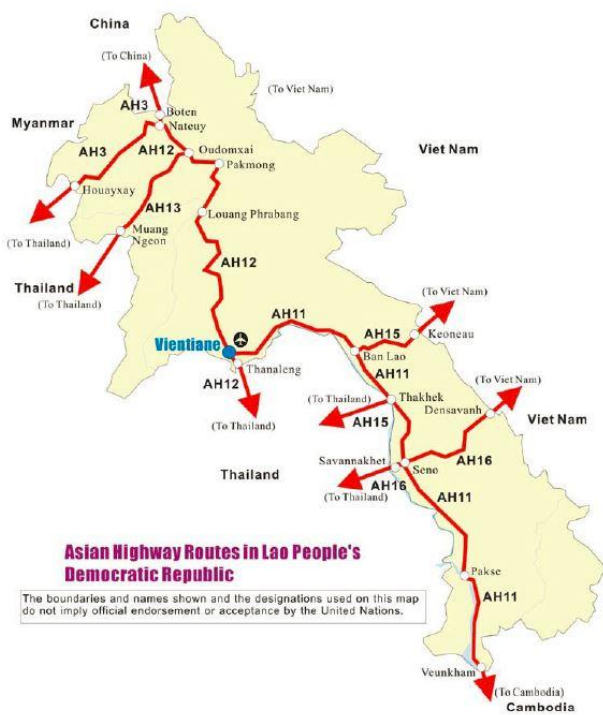 China
(To China)
(To Viet Nam)
AH3
Boten
Myanmar
Nateuy
AH3
AH12
Oudomxai
Viet Nam
Pakmong
Houayxay
AH13
Louang Phrabang
(To Thailand)
Muang
Ngeon
AH12
Thailand
(To Thailand)
(To Viet Nam)
AH11
AH15
Keoneau
Vientiane
Ban Lao
Thanaleng
AH11
(To Viet Nam)
AH12
(To Thailand)
Thakhek
Densavanh
(To Thailand)
AH15
Viet Nam
Thailand
Savannakhet
Seno
AH16
(To Thailand)
AH16
AH11
Asian Highway Routes in Lao People's
Democratic Republic
Pakse
The boundaries and names shown and the designations used on this map
do not imply official endorsement or acceptance by the United Nations.
AH11
Veunkham
(To Cambodia)
Cambodia